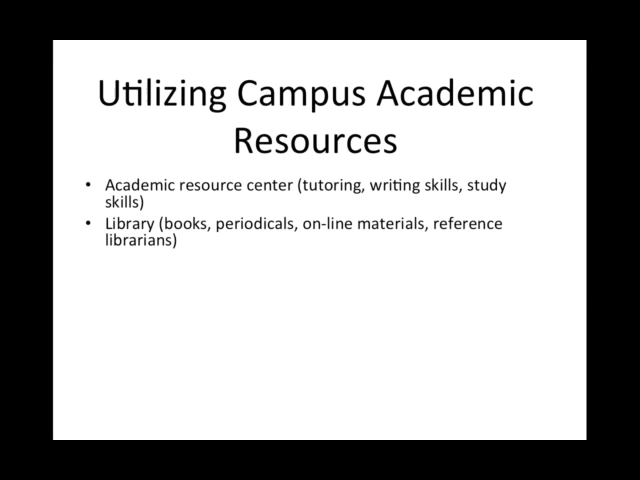 Utilizing Campus Academic
Resources
• Academic resource center (tutoring, writing skills, study
skills)
• Library (books, periodicals, on-line materials, reference
librarians)